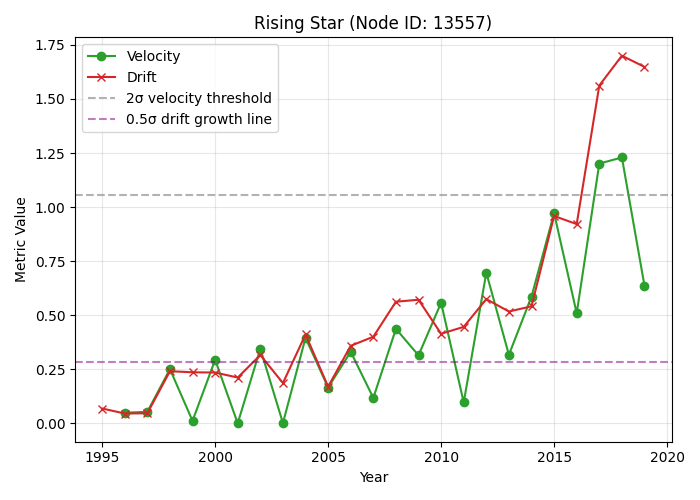 Rising Star (Node ID: 13557)
Velocity
Drift
2σ velocity threshold
0.5σ drift growth line
Metric Value
1.75
1.50
1.25
1.00
0.75
0.50
0.25
0.00
1995 2000 2005 2010 2015 2020
Year